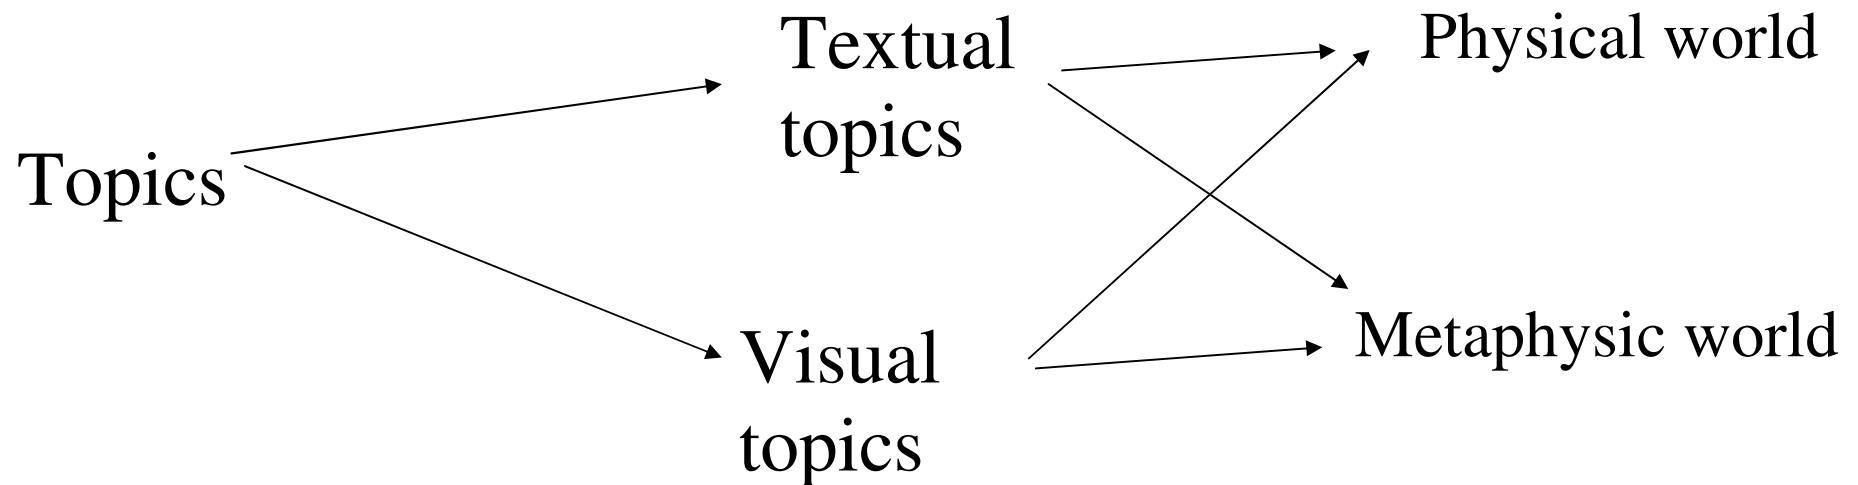 Topics
Textual
topics
Visual
topics
Physical world
Metaphysic world